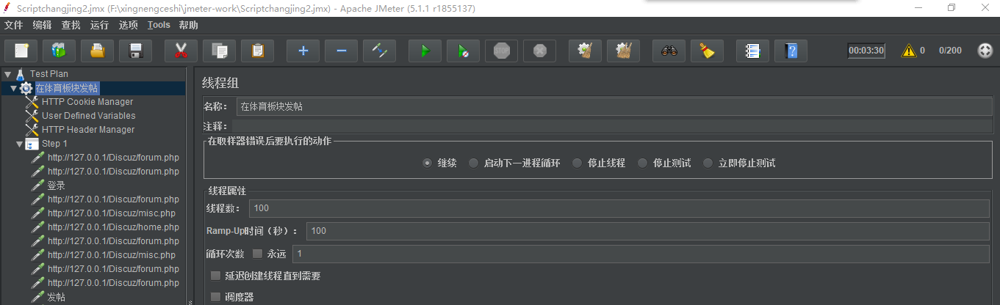 Scriptchangjing2.jmx (F:\xingnengceshi\jmeter-work\Scriptchangjing2.jmx) - Apache JMeter (5.1.1 r1855137)
文件 编辑 查找 运行 选项 Tools 帮助
STOP 00:03:30 0 0/200
Test Plan
在体育板块发帖
HTTP Cookie Manager
User Defined Variables
HTTP Header Manager
Step 1
http://127.0.0.1/Discuz/forum.php
http://127.0.0.1/Discuz/forum.php
登录
http://127.0.0.1/Discuz/forum.php
http://127.0.0.1/Discuz/misc.php
http://127.0.0.1/Discuz/home.php
http://127.0.0.1/Discuz/forum.php
http://127.0.0.1/Discuz/misc.php
http://127.0.0.1/Discuz/forum.php
http://127.0.0.1/Discuz/forum.php
发帖
线程组
名称： 在体育板块发帖
注释：
在取样器错误后要执行的动作
继续 启动下一进程循环 停止线程 停止测试 立即停止测试
线程属性
线程数： 100
Ramp-Up时间（秒）： 100
循环次数 永远 1
延迟创建线程直到需要
调度器